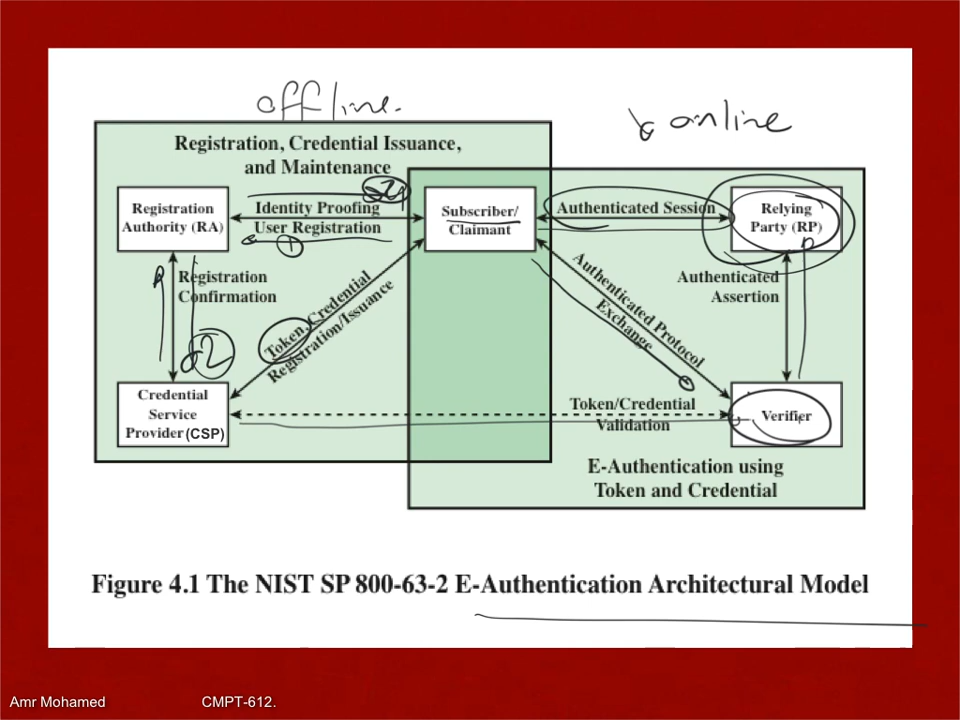 offline.
online
Registration, Credential Issuance,
and Maintenance
Registration
Authority (RA)
Identity Proofing
User Registration
1
Subscriber/
Claimant
Authenticated Session
Relying
Party (RP)
Registration
Confirmation
2
Token, Credential
Registration/Issuance
Authenticated Protocol
Exchange
Authenticated
Assertion
Credential
Service
Provider (CSP)
Token/Credential
Validation
Verifier
E-Authentication using
Token and Credential
Figure 4.1 The NIST SP 800-63-2 E-Authentication Architectural Model
Amr Mohamed
CMPT-612.